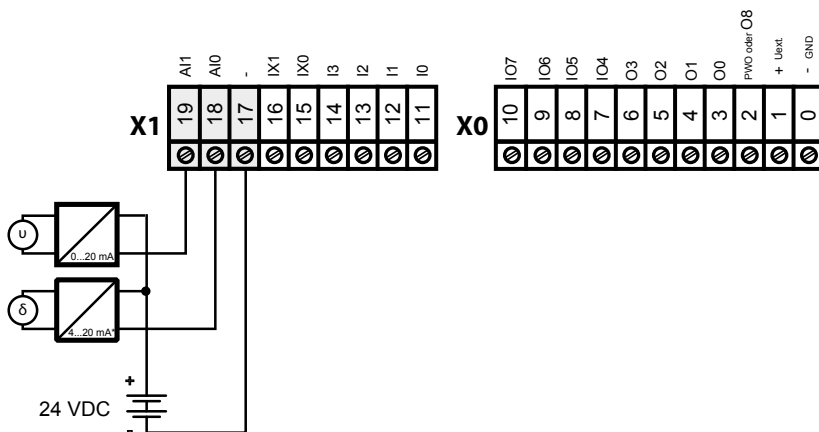 AI1 AI0 - IX1 IX0 I3 I2 I1 I0
IO7 IO6 IO5 IO4 O3 O2 O1 O0 PWO oder O8 + Uext. - GND
X1 19 18 17 16 15 14 13 12 11
X0 10 9 8 7 6 5 4 3 2 1 0
υ
0...20 mA
δ
4...20 mA*
+
24 VDC
-